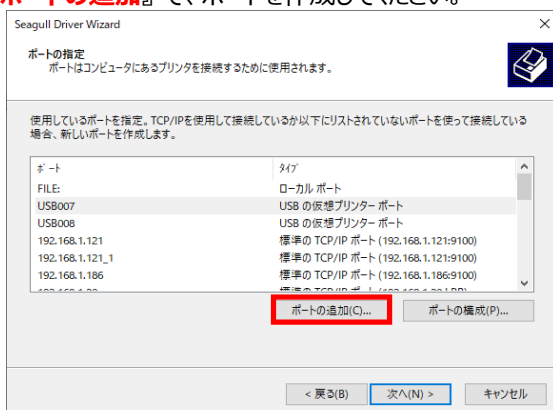 ポートの追加』で、ポートを作成してください。
Seagull Driver Wizard
ポートの指定
ポートはコンピュータにあるプリンタを接続するために使用されます。
使用しているポートを指定。TCP/IPを使用して接続しているか以下にリストされていないポートを使って接続している
場合、新しいポートを作成します。
ポート タイプ
FILE: ローカル ポート
USB007 USB の仮想プリンター ポート
USB008 USB の仮想プリンター ポート
192.168.1.121 標準の TCP/IP ポート (192.168.1.121:9100)
192.168.1.121_1 標準の TCP/IP ポート (192.168.1.121:9100)
192.168.1.186 標準の TCP/IP ポート (192.168.1.186:9100)
ポートの追加(C)... ポートの構成(P)...
< 戻る(B) 次へ(N) > キャンセル